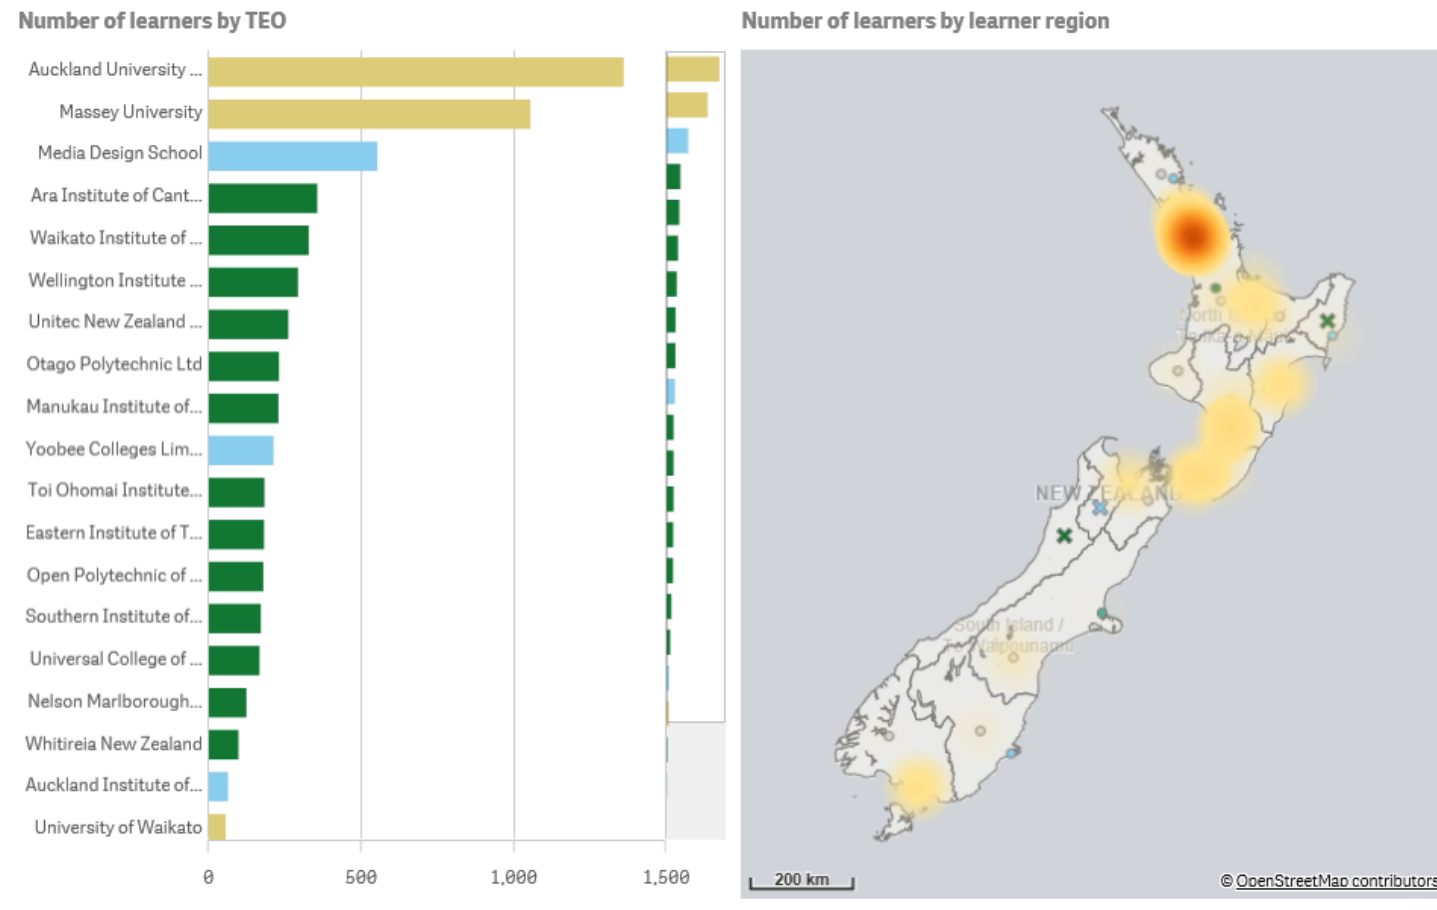 Number of learners by TEO
Auckland University ...
Massey University
Media Design School
Ara Institute of Cant...
Waikato Institute of ...
Wellington Institute ...
Unitec New Zealand ...
Otago Polytechnic Ltd
Manukau Institute of...
Yoobee Colleges Lim...
Toi Ohomai Institute...
Eastern Institute of T...
Open Polytechnic of ...
Southern Institute of...
Universal College of ...
Nelson Marlborough...
Whitireia New Zealand
Auckland Institute of...
University of Waikato
0 500 1,000 1,500
Number of learners by learner region
North
NEW ZEALAND
South Island /
Te Waipounamu
200 km
© OpenStreetMap contributors